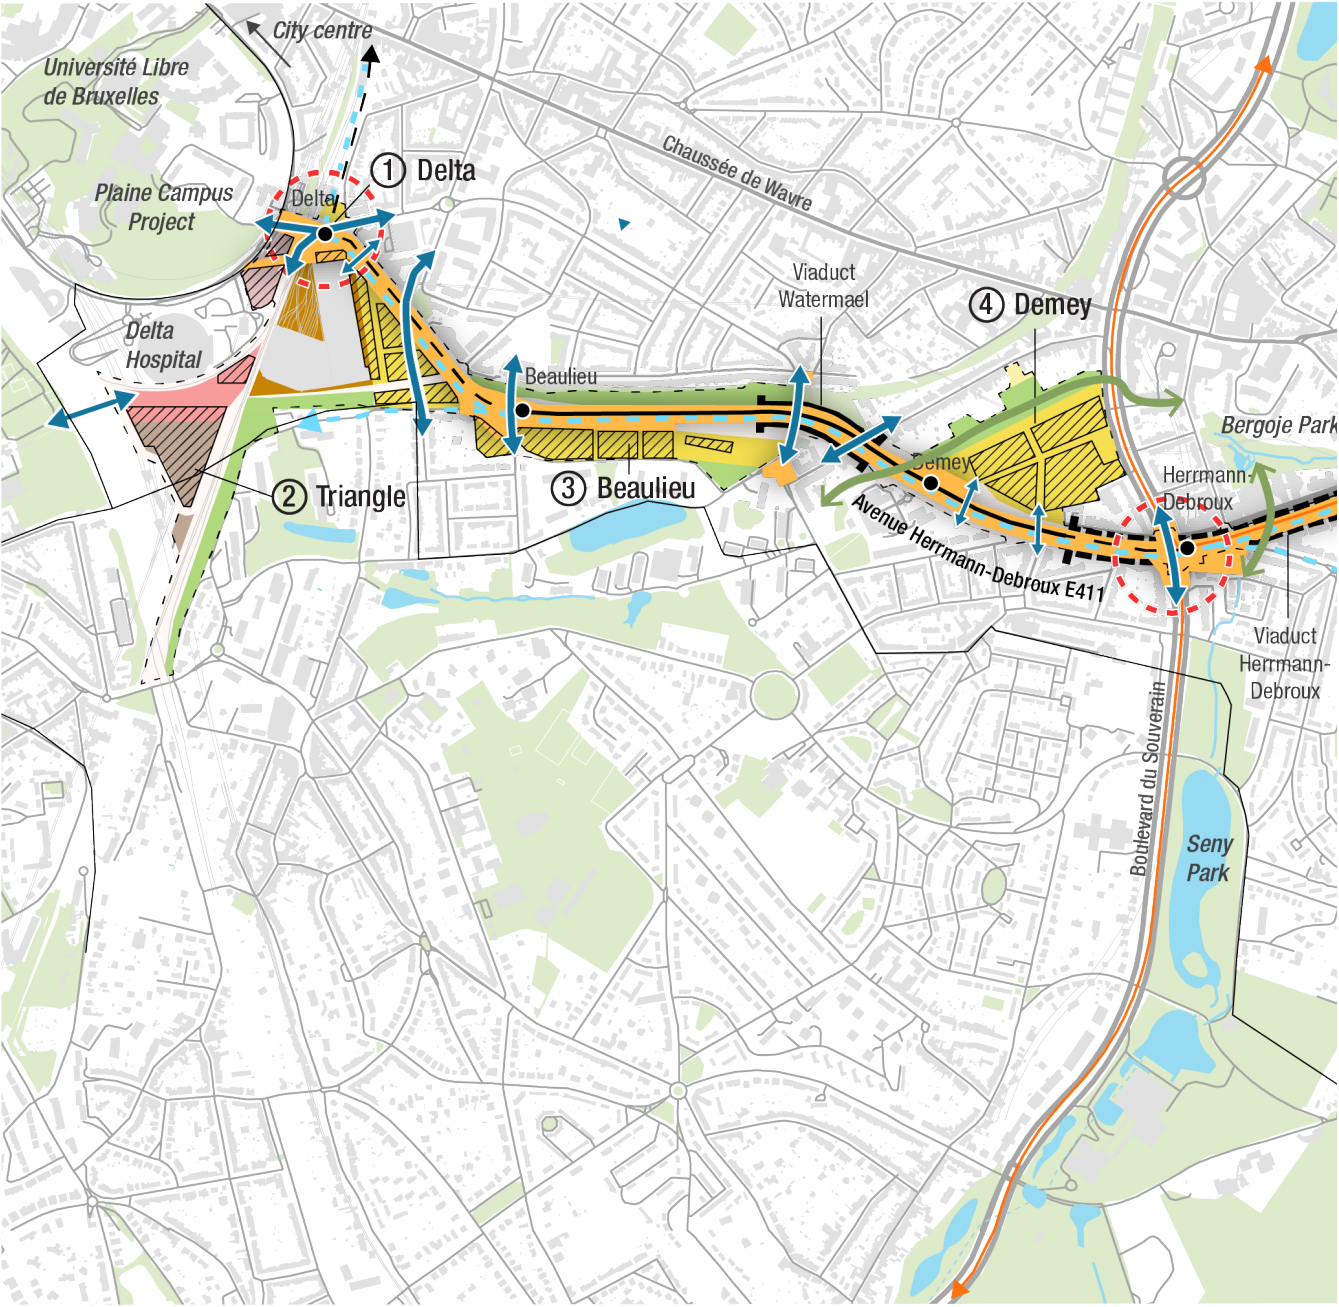 City centre
Université Libre
de Bruxelles
Chaussée de Wavre
1 Delta
Plaine Campus
Project
Delta
Viaduct
Watermael
4 Demey
Delta
Hospital
Beaulieu
Bergoje Park
Demey
Herrmann-
Debroux
2 Triangle
3 Beaulieu
Avenue Herrmann-Debroux E411
Viaduct
Herrmann-
Debroux
Boulevard du Souverain
Seny
Park